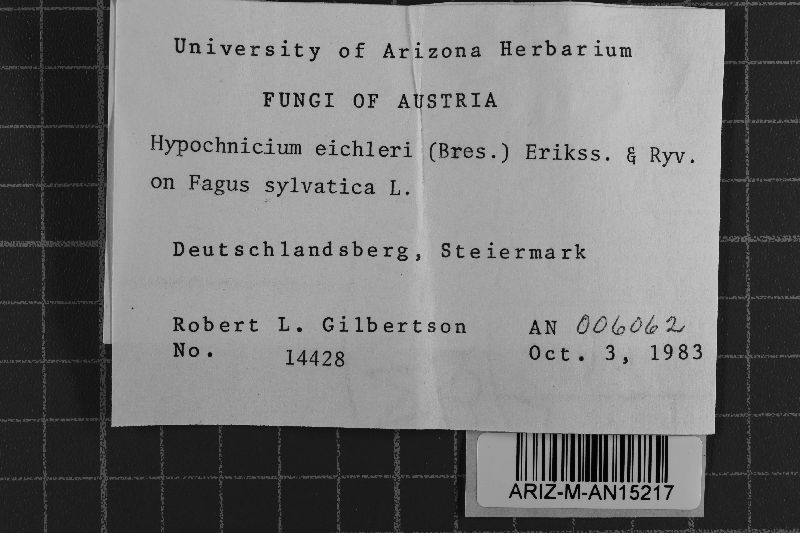 University of Arizona Herbarium
FUNGI OF AUSTRIA
Hypochnicium eichleri (Bres.) Erikss. & Ryv.
on Fagus sylvatica L.
Deutschlandsberg, Steiermark
Robert L. Gilbertson AN 006062
No. 14428 Oct. 3, 1983
ARIZ-M-AN15217